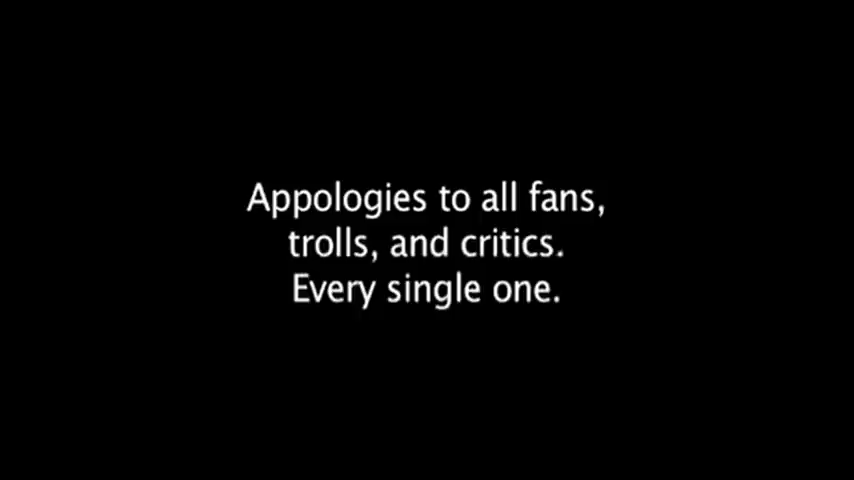 Appologies to all fans,
trolls, and critics.
Every single one.